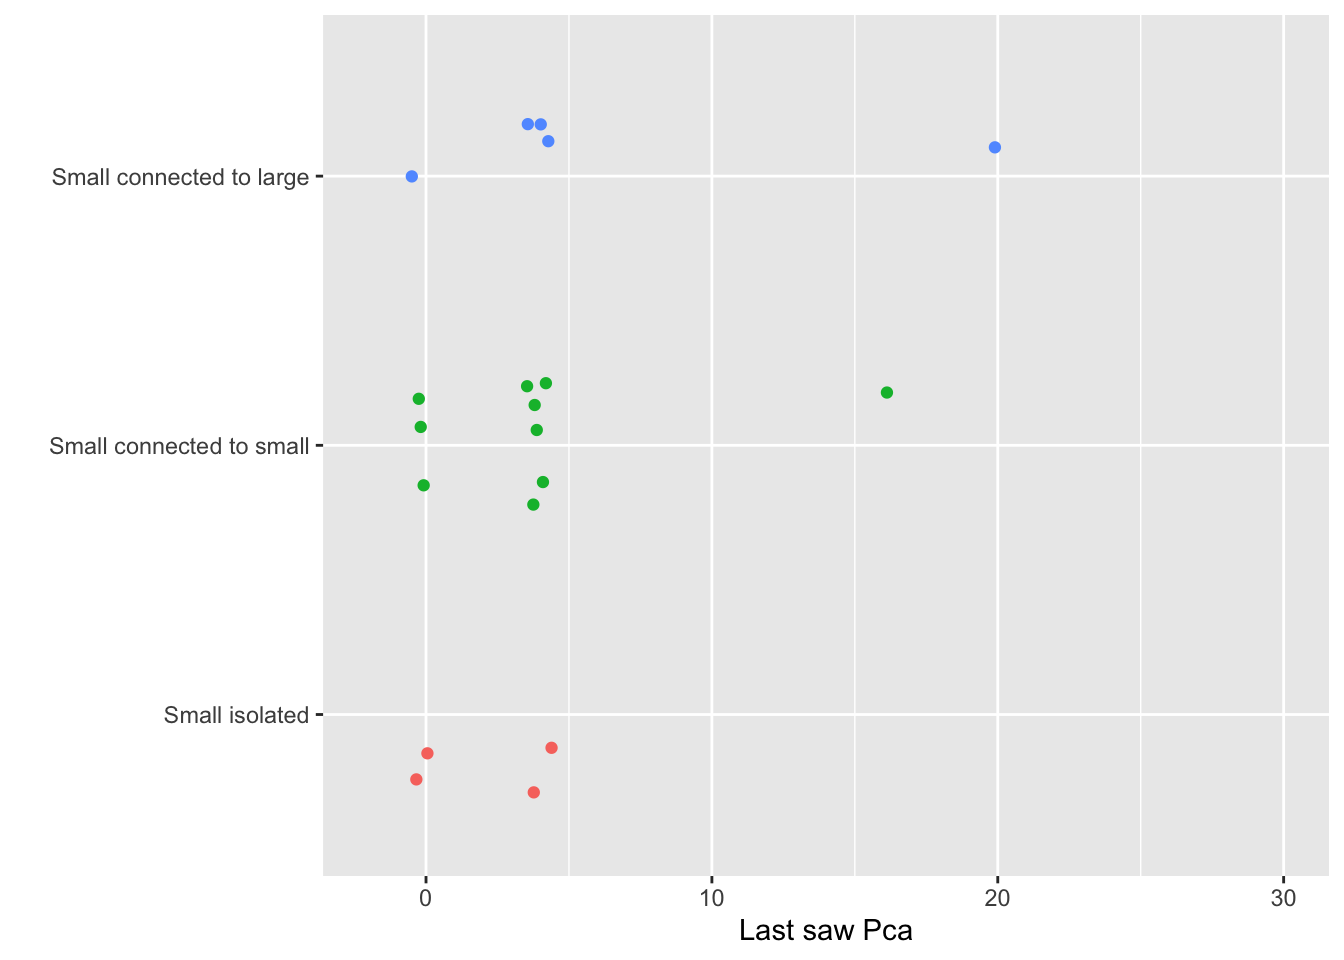 Small connected to large
Small connected to small
Small isolated
0 10 20 30
Last saw Pca